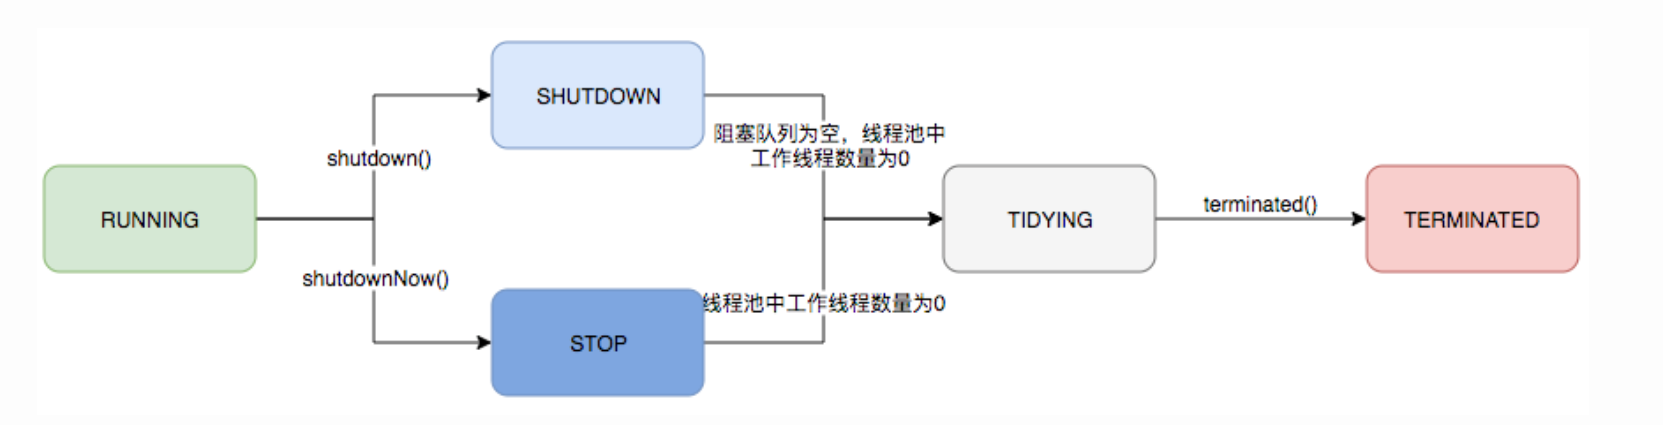 SHUTDOWN
阻塞队列为空，线程池中
工作线程数量为0
shutdown()
RUNNING
TIDYING
terminated()
TERMINATED
shutdownNow()
线程池中工作线程数量为0
STOP